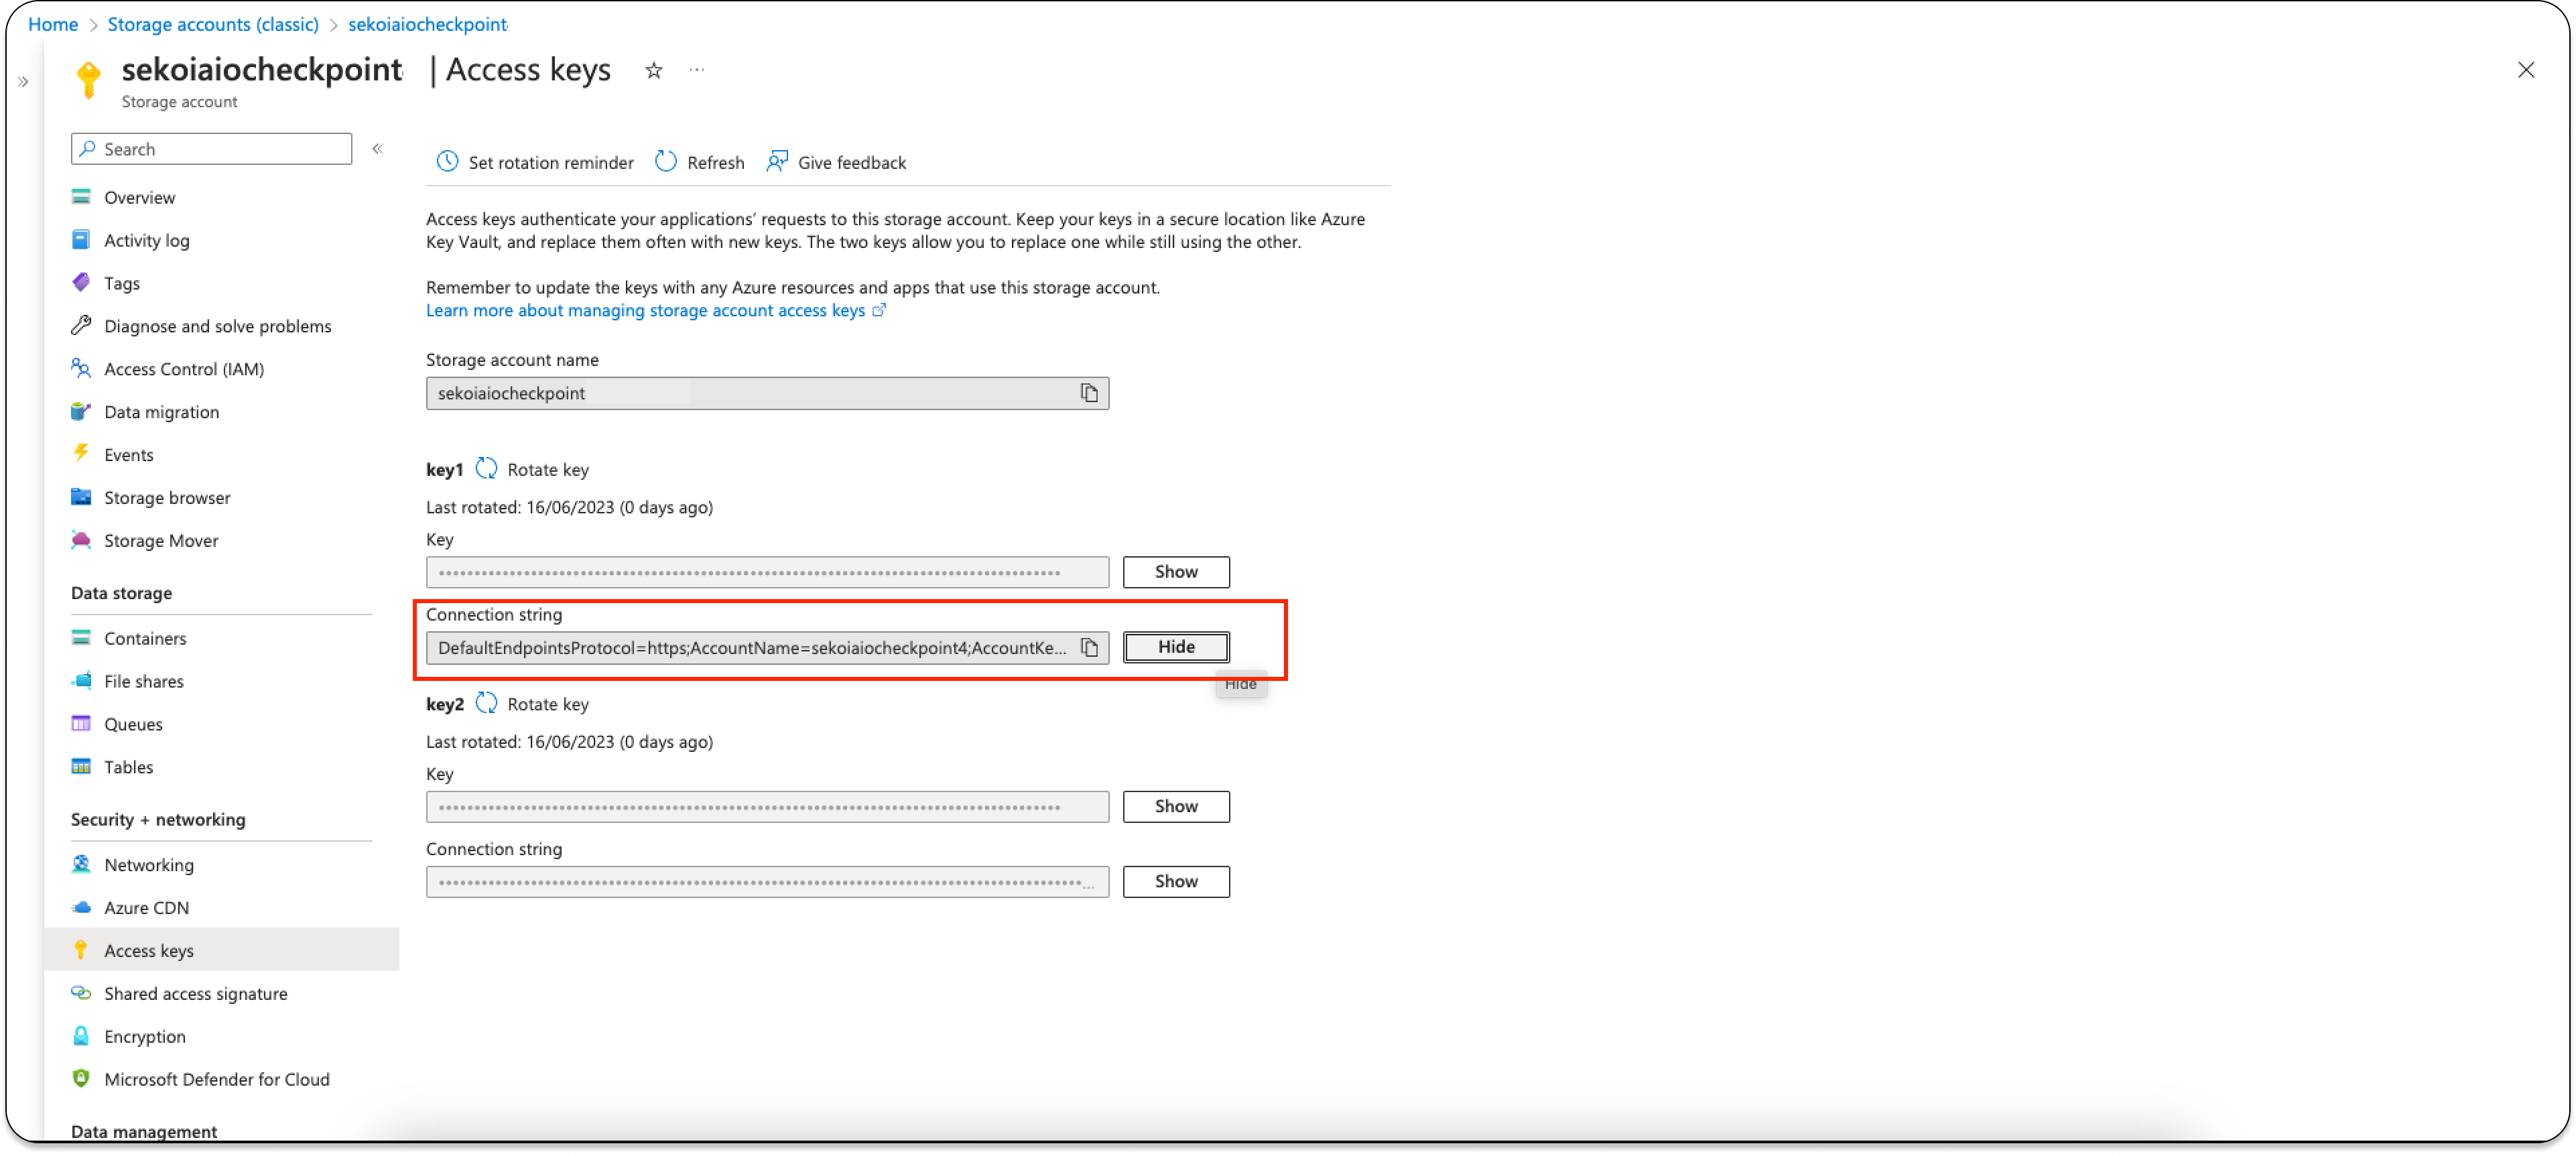 Home > Storage accounts (classic) > sekoiaiocheckpoint
sekoiaiocheckpoint | Access keys
Storage account
Search
Overview
Activity log
Tags
Diagnose and solve problems
Access Control (IAM)
Data migration
Events
Storage browser
Storage Mover
Data storage
Containers
File shares
Queues
Tables
Security + networking
Networking
Azure CDN
Access keys
Shared access signature
Encryption
Microsoft Defender for Cloud
Data management
Set rotation reminder Refresh Give feedback
Access keys authenticate your applications’ requests to this storage account. Keep your keys in a secure location like Azure
Key Vault, and replace them often with new keys. The two keys allow you to replace one while still using the other.
Remember to update the keys with any Azure resources and apps that use this storage account.
Learn more about managing storage account access keys
Storage account name
sekoiaiocheckpoint
key1 Rotate key
Last rotated: 16/06/2023 (0 days ago)
Key
Show
Connection string
DefaultEndpointsProtocol=https;AccountName=sekoiaiocheckpoint4;AccountKe... Hide
Hide
key2 Rotate key
Last rotated: 16/06/2023 (0 days ago)
Key
Show
Connection string
Show